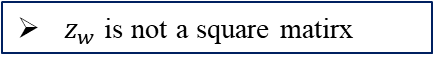 ➢ z_w is not a square matirx